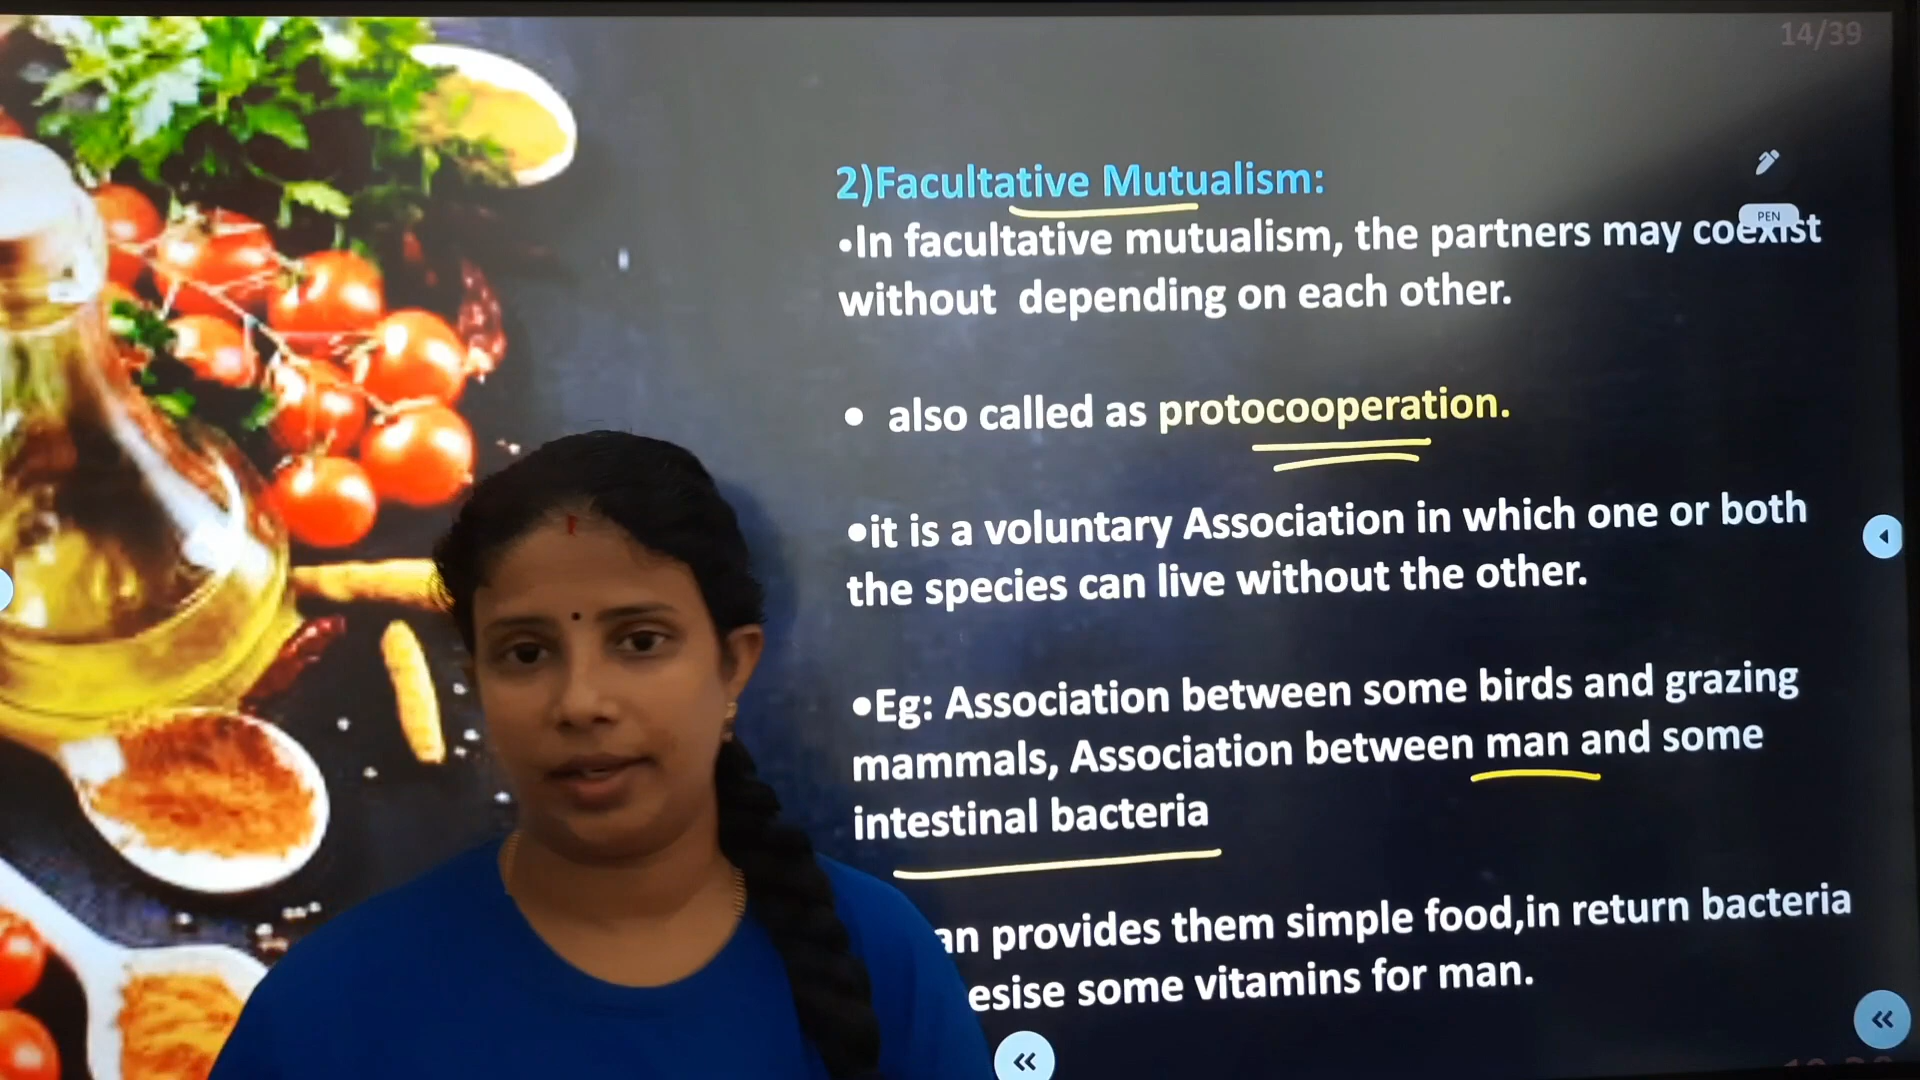 14/39
2)Facultative Mutualism:
PEN
•In facultative mutualism, the partners may coexist
without depending on each other.
• also called as protocooperation.
•it is a voluntary Association in which one or both
the species can live without the other.
•Eg: Association between some birds and grazing
mammals, Association between man and some
intestinal bacteria
an provides them simple food,in return bacteria
esise some vitamins for man.